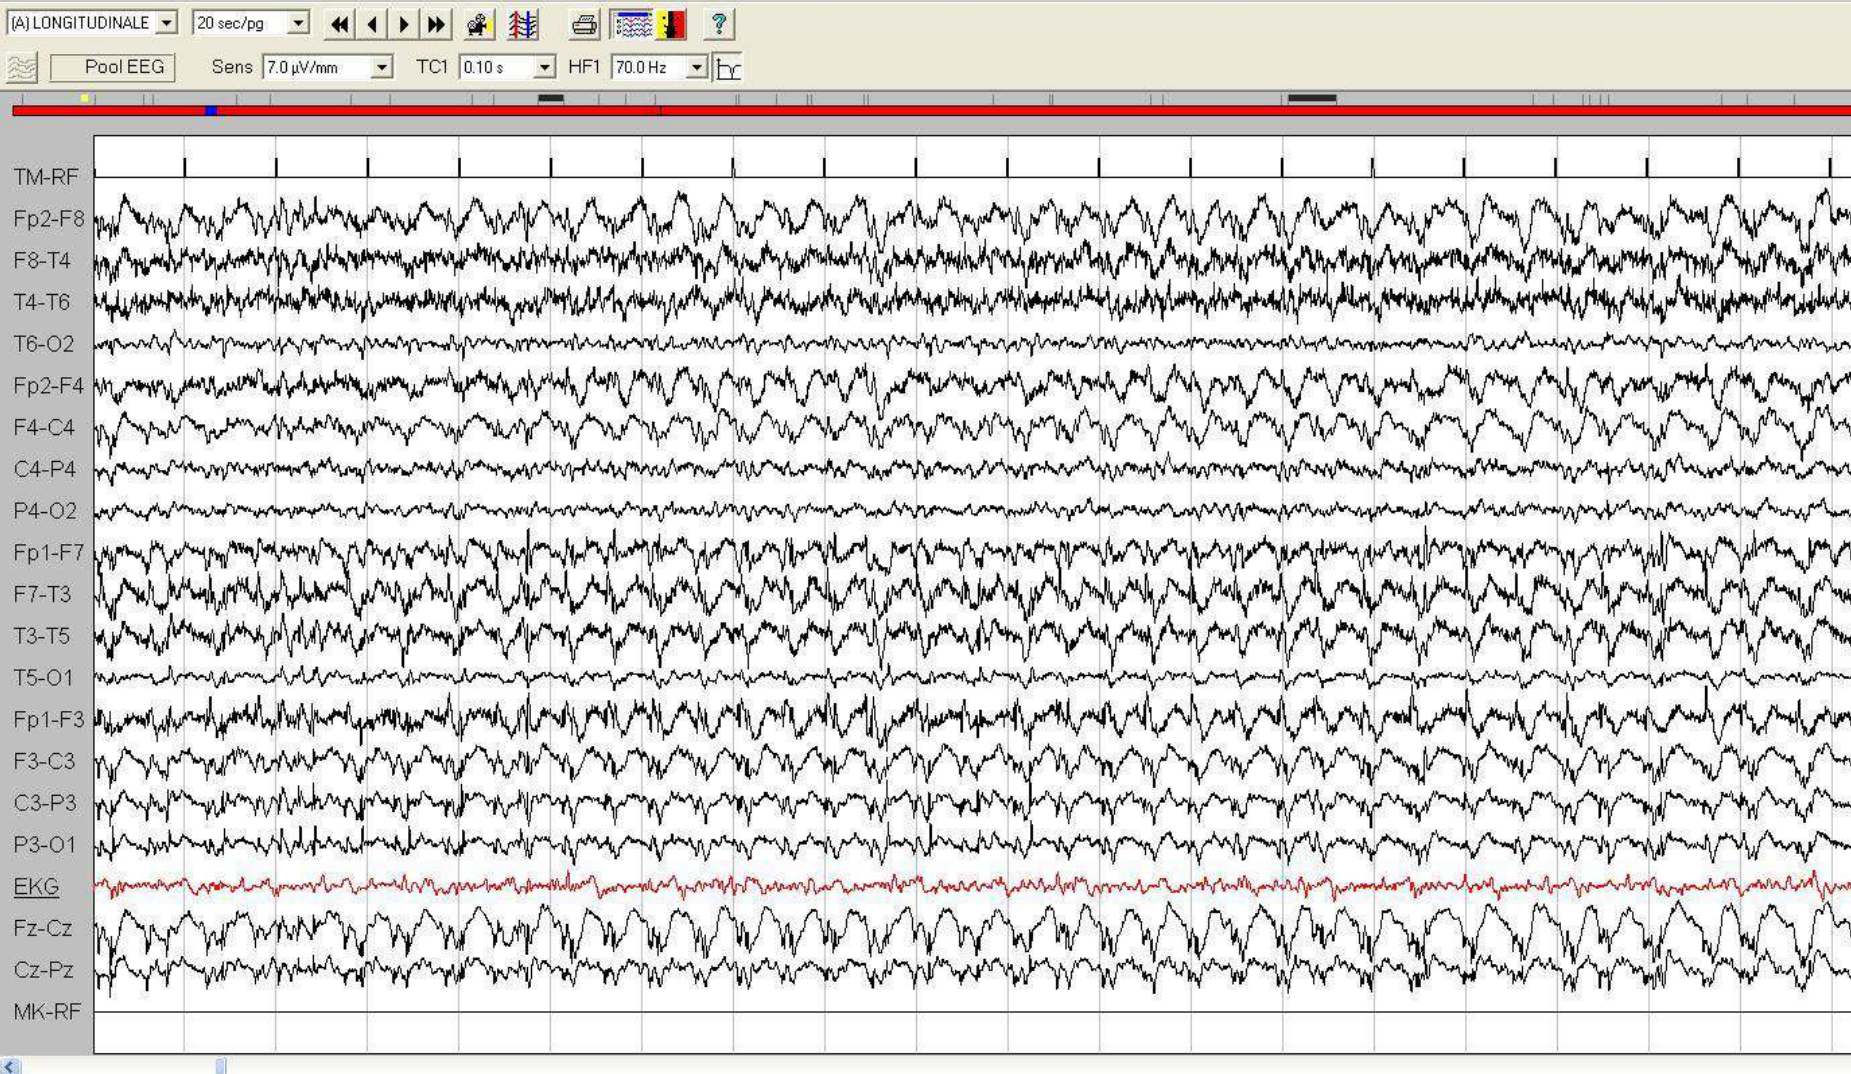 (A) LONGITUDINALE 20 sec/pg ?
Pool EEG Sens 7.0 µV/mm TC1 0.10 s HF1 70.0 Hz
TM-RF
Fp2-F8
F8-T4
T4-T6
T6-O2
Fp2-F4
F4-C4
C4-P4
P4-O2
Fp1-F7
F7-T3
T3-T5
T5-O1
Fp1-F3
F3-C3
C3-P3
P3-O1
EKG
Fz-Cz
Cz-Pz
MK-RF